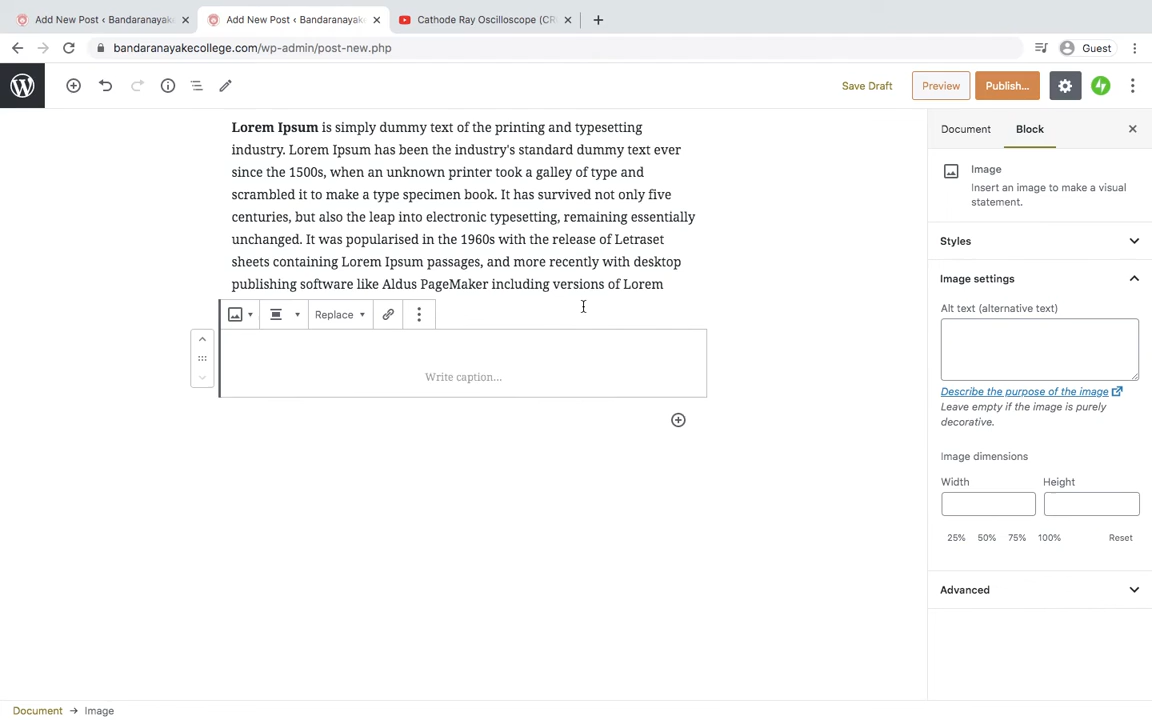 Add New Post ‹ Bandaranayake
Add New Post ‹ Bandaranayake
Cathode Ray Oscilloscope (CR
bandaranayakecollege.com/wp-admin/post-new.php
Guest
Save Draft
Preview
Publish...
Lorem Ipsum is simply dummy text of the printing and typesetting
industry. Lorem Ipsum has been the industry's standard dummy text ever
since the 1500s, when an unknown printer took a galley of type and
scrambled it to make a type specimen book. It has survived not only five
centuries, but also the leap into electronic typesetting, remaining essentially
unchanged. It was popularised in the 1960s with the release of Letraset
sheets containing Lorem Ipsum passages, and more recently with desktop
publishing software like Aldus PageMaker including versions of Lorem
Replace
Write caption...
Document
Block
Image
Insert an image to make a visual
statement.
Styles
Image settings
Alt text (alternative text)
Describe the purpose of the image
Leave empty if the image is purely
decorative.
Image dimensions
Width
Height
25%
50%
75%
100%
Reset
Advanced
Document → Image